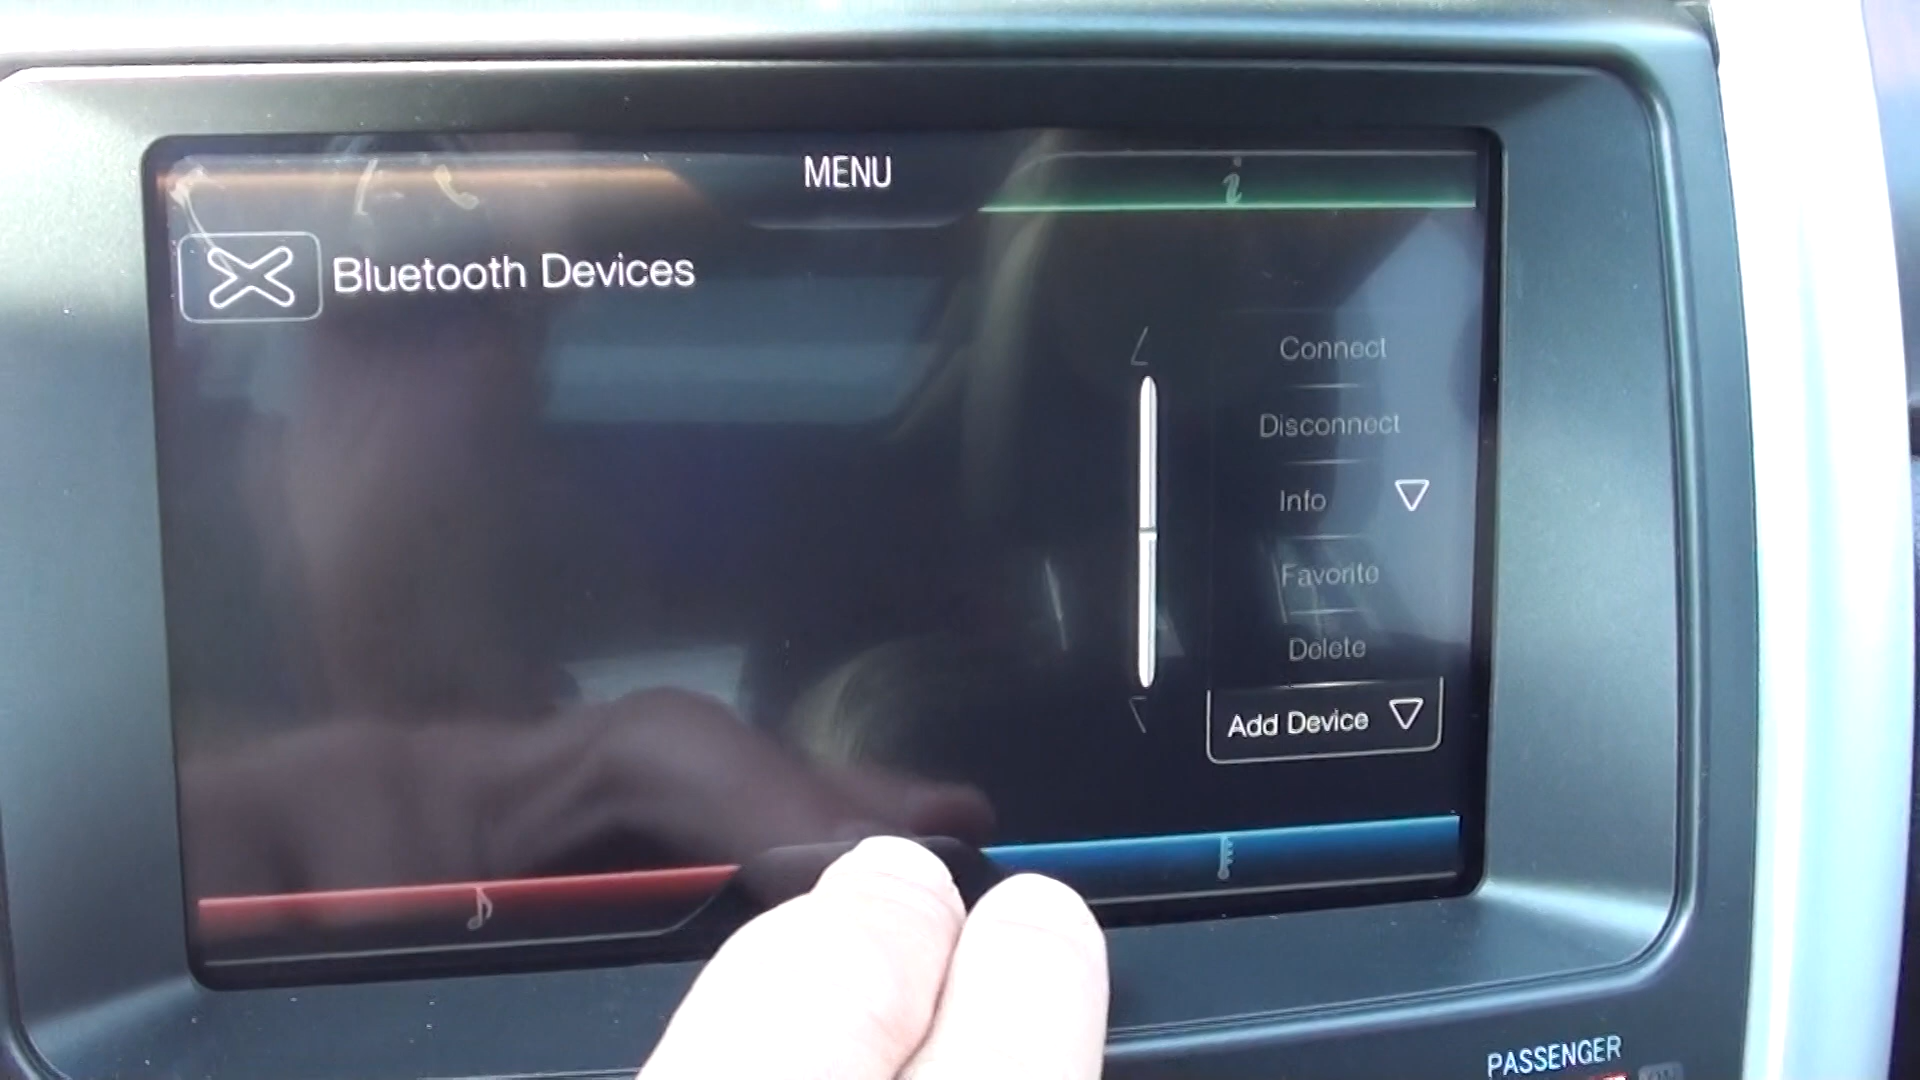 MENU
Bluetooth Devices
Connect
Disconnect
Info
Favorite
Delete
Add Device
PASSENGER